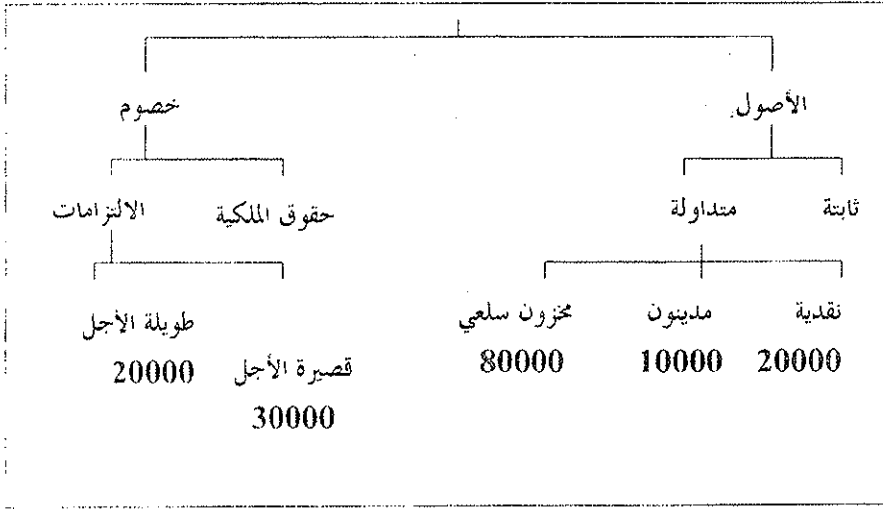 الأصول خصوم
ثابتة متداولة حقوق الملكية الالتزامات
نقدية مدينون مخزون سلعي طويلة الأجل
20000 10000 80000 قصيرة الأجل 20000
30000